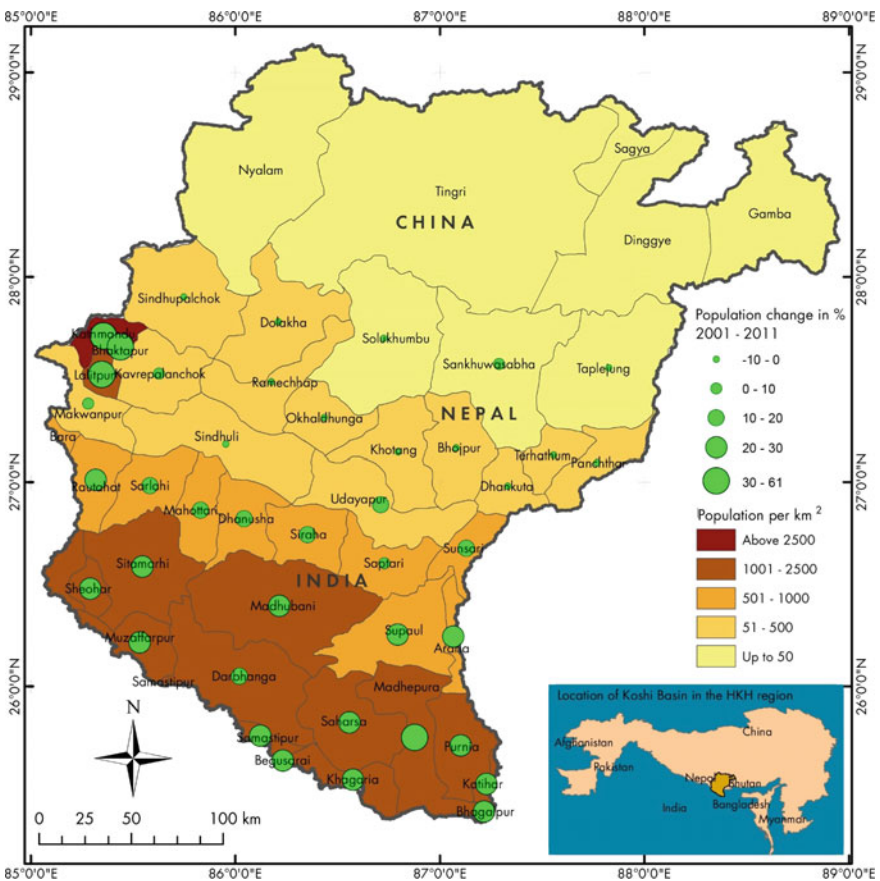 85°0'0"E
86°0'0"E
87°0'0"E
88°0'0"E
89°0'0"E
29°0'0"N
29°0'0"N
Sagya
Nyalam
Tingri
Gamba
CHINA
Dinggye
28°0'0"N
28°0'0"N
Sindhupalchok
Dolakha
Solukhumbu
Sankhuwasabha
Taplejung
Kathmandu
Bhaktapur
Lalitpur
Kavrepalanchok
Ramechhap
Makwanpur
Okhaldhunga
NEPAL
Bara
Sindhuli
Khotang
Bhojpur
Terhathum
Panchthar
27°0'0"N
27°0'0"N
Rautahat
Sarlahi
Udayapur
Dhankuta
Mahottari
Dhanusha
Siraha
Sunsari
Saptari
Sitamarhi
INDIA
Sheohar
Madhubani
Supaul
Araria
Muzaffarpur
Darbhanga
Samastipur
Madhepura
26°0'0"N
26°0'0"N
Saharsa
Samastipur
Purnia
Begusarai
Khagaria
Katihar
Bhagalpur
Population change in %
2001 - 2011
-10 - 0
0 - 10
10 - 20
20 - 30
30 - 61
Population per km²
Above 2500
1001 - 2500
501 - 1000
51 - 500
Up to 50
N
0 25 50 100 km
Location of Koshi Basin in the HKH region
China
Afghanistan
Pakistan
Nepal
Bhutan
India
Bangladesh
Myanmar
25°0'0"N
25°0'0"N
85°0'0"E
86°0'0"E
87°0'0"E
88°0'0"E
89°0'0"E